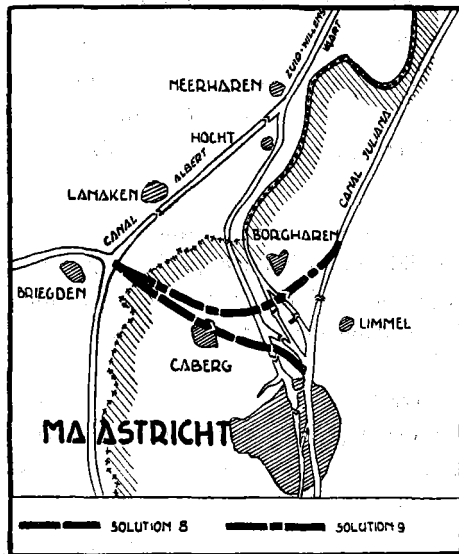 ZUID-WILLEMS
VAART
NEERHAREN
HOCHT
CANAL ALBERT
LANAKEN
CANAL JULIANA
BORGHAREN
BRIEGDEN
LIMMEL
CABERG
MAASTRICHT
SOLUTION 8 SOLUTION 9